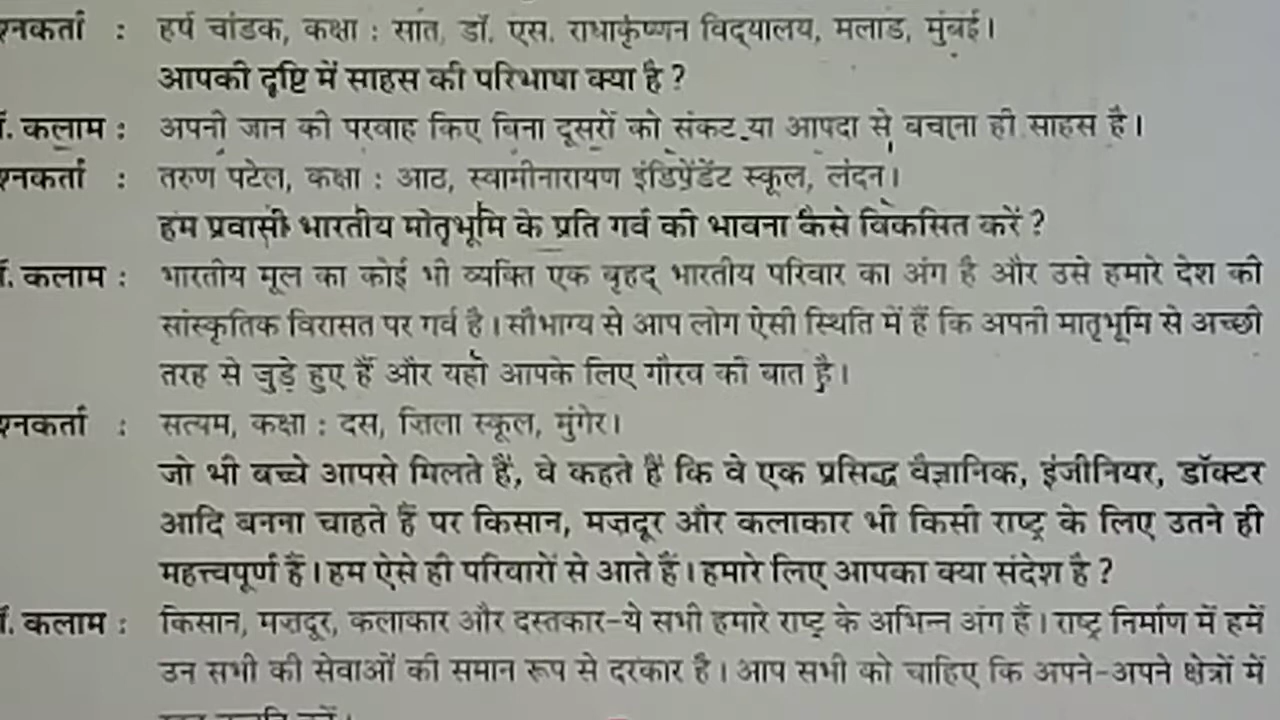 श्नकर्ता : हर्ष चांडक, कक्षा : सात, डॉ. एस. राधाकृष्णन विद्यालय, मलाड, मुंबई।
आपकी दृष्टि में साहस की परिभाषा क्या है ?
. कलाम : अपनी जान की परवाह किए बिना दूसरों को संकट या आपदा से बचाना ही साहस है।
श्नकर्ता : तरुण पटेल, कक्षा : आठ, स्वामीनारायण इंडिपेंडेंट स्कूल, लंदन।
हम प्रवासी भारतीय मातृभूमि के प्रति गर्व की भावना कैसे विकसित करें ?
. कलाम : भारतीय मूल का कोई भी व्यक्ति एक बृहद् भारतीय परिवार का अंग है और उसे हमारे देश की
सांस्कृतिक विरासत पर गर्व है। सौभाग्य से आप लोग ऐसी स्थिति में हैं कि अपनी मातृभूमि से अच्छी
तरह से जुड़े हुए हैं और यही आपके लिए गौरव की बात है।
श्नकर्ता : सत्यम, कक्षा : दस, ज़िला स्कूल, मुंगेर।
जो भी बच्चे आपसे मिलते हैं, वे कहते हैं कि वे एक प्रसिद्ध वैज्ञानिक, इंजीनियर, डॉक्टर
आदि बनना चाहते हैं पर किसान, मज़दूर और कलाकार भी किसी राष्ट्र के लिए उतने ही
महत्त्वपूर्ण हैं। हम ऐसे ही परिवारों से आते हैं। हमारे लिए आपका क्या संदेश है ?
. कलाम : किसान, मज़दूर, कलाकार और दस्तकार-ये सभी हमारे राष्ट्र के अभिन्न अंग हैं। राष्ट्र निर्माण में हमें
उन सभी की सेवाओं की समान रूप से दरकार है। आप सभी को चाहिए कि अपने-अपने क्षेत्रों में